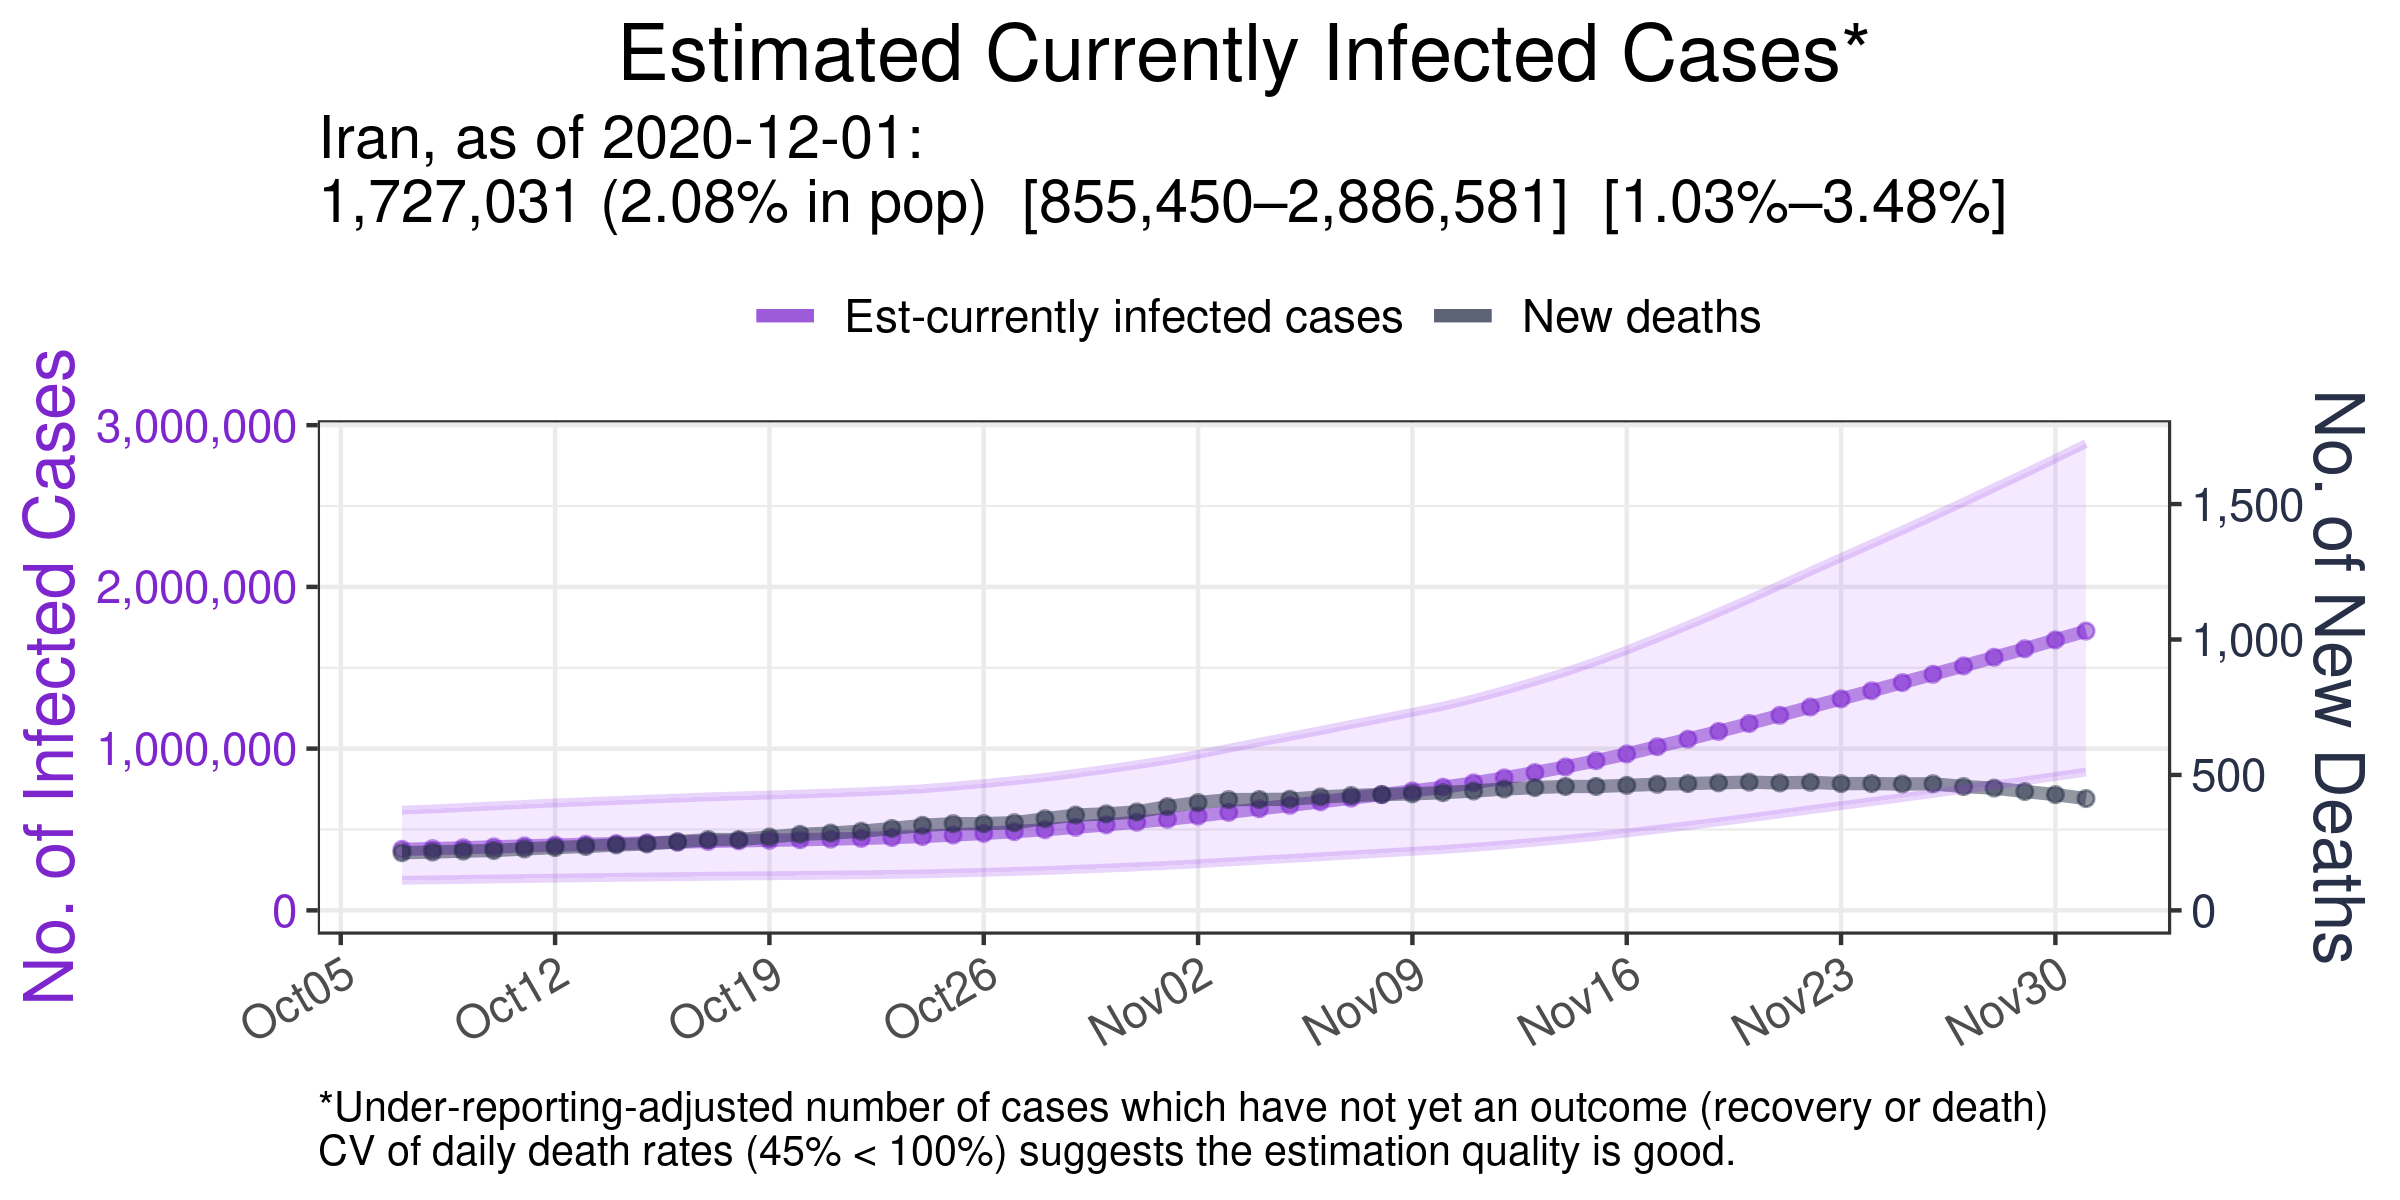 Estimated Currently Infected Cases*
Iran, as of 2020-12-01:
1,727,031 (2.08% in pop)  [855,450–2,886,581]  [1.03%–3.48%]
Est-currently infected cases
New deaths
No. of Infected Cases
3,000,000
2,000,000
1,000,000
0
1,500
1,000
500
0
No. of New Deaths
Oct05
Oct12
Oct19
Oct26
Nov02
Nov09
Nov16
Nov23
Nov30
*Under-reporting-adjusted number of cases which have not yet an outcome (recovery or death)
CV of daily death rates (45% < 100%) suggests the estimation quality is good.